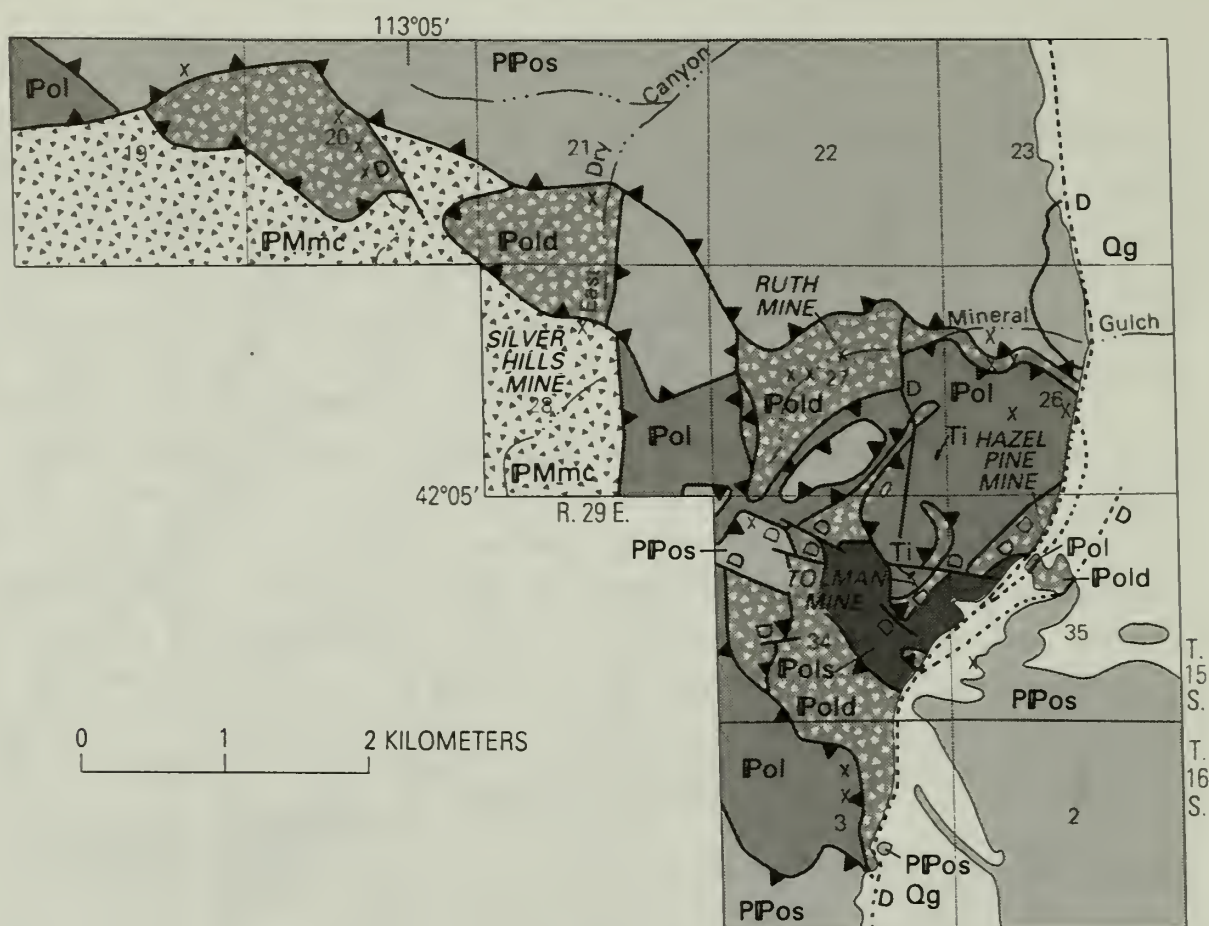 113°05'
PIPos
Canyon
IPol
19
20
D
21
Dry
22
23
D
Qg
IPMmc
IPold
East
RUTH
MINE
Mineral
Gulch
SILVER
HILLS
MINE
28
27
IPold
D
IPol
26
IPol
Ti
HAZEL
PINE
MINE
IPMmc
42°05'
R. 29 E.
D
PIPos
D
D
D
D
D
D
Ti
D
D
IPol
IPold
TOLMAN
MINE
D
D
34
35
T.
15
S.
IPols
IPold
PIPos
0 1 2 KILOMETERS
IPol
T.
16
S.
3
2
PIPos
D
Qg
PIPos